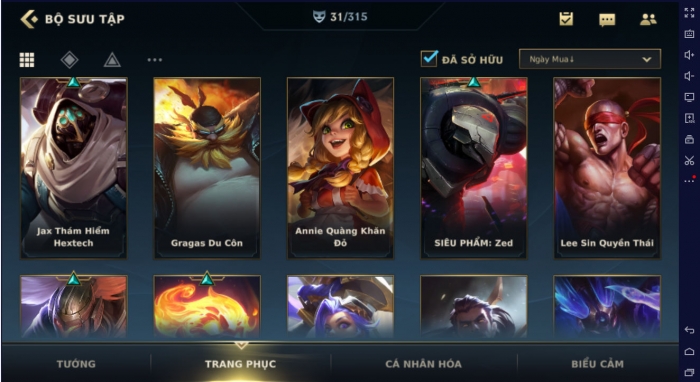 BỘ SƯU TẬP
31/315
ĐÃ SỞ HỮU
Ngày Mua↓
Jax Thám Hiểm
Hextech
Gragas Du Côn
Annie Quàng Khăn
Đỏ
SIÊU PHẨM: Zed
Lee Sin Quyền Thái
TƯỚNG
TRANG PHỤC
CÁ NHÂN HÓA
BIỂU CẢM